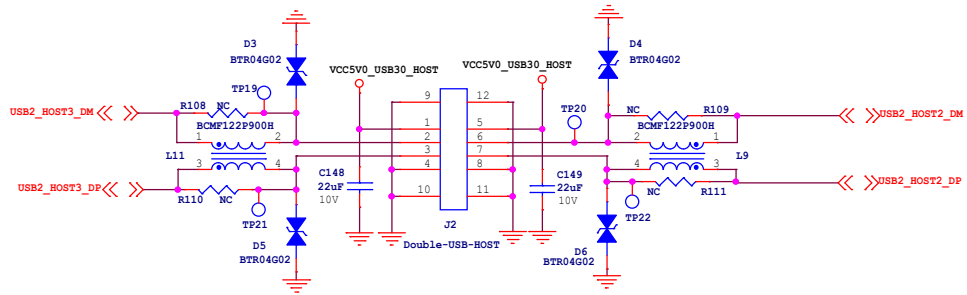 D3
BTR04G02
D4
BTR04G02
VCC5V0_USB30_HOST
VCC5V0_USB30_HOST
TP19
TP20
USB2_HOST3_DM
R108
NC
BCMF122P900H
9
12
1
5
2
6
3
7
4
8
10
11
NC
R109
BCMF122P900H
USB2_HOST2_DM
1
2
L11
3
4
2
1
L9
4
3
USB2_HOST3_DP
R110
NC
TP21
C148
22uF
10V
C149
22uF
10V
NC
R111
TP22
USB2_HOST2_DP
J2
Double-USB-HOST
D5
BTR04G02
D6
BTR04G02